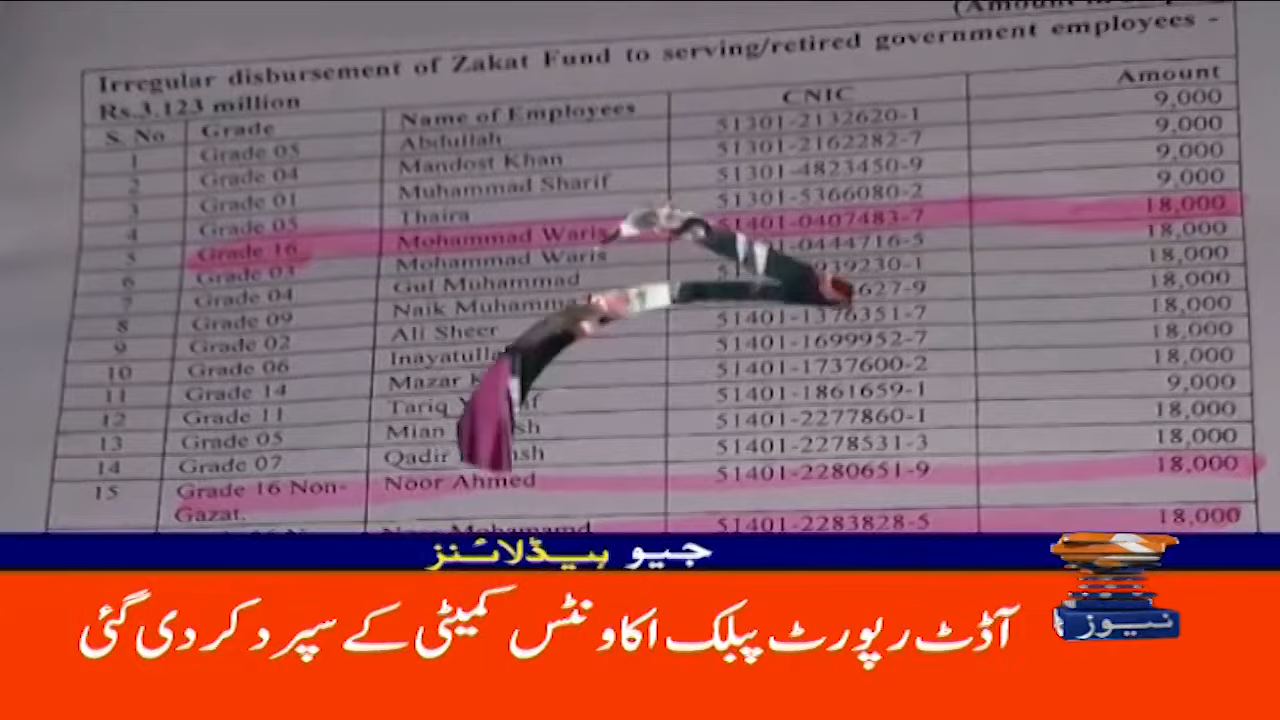 (Amount in
Irregular disbursement of Zakat Fund to serving/retired government employees -
Rs.3.123 million
S. No Grade Name of Employees CNIC Amount
1 Grade 05 Abdullah 51301-2132620-1 9,000
2 Grade 04 Mandost Khan 51301-2162282-7 9,000
3 Grade 01 Muhammad Sharif 51301-4823450-9 9,000
4 Grade 05 Thaira 51301-5366080-2 9,000
5 Grade 16 Mohammad Waris 51401-0407483-7 18,000
6 Grade 03 Mohammad Waris 18,000
7 Grade 04 Gul Muhammad 18,000
8 Grade 09 Naik 18,000
9 Grade 02 Ali Sheer 51401-1376351-7 18,000
10 Grade 06 51401-1699952-7 18,000
11 Grade 14 Mazar 51401-1737600-2 18,000
12 Grade 11 Tariq 51401-1861659-1 9,000
13 Grade 05 Mian 51401-2277860-1 18,000
14 Grade 07 Qadir 51401-2278531-3 18,000
15 Grade 16 Non- Noor Ahmed 51401-2280651-9 18,000
Gazat.
Noor Mohamamd 51401-2283828-5 18,000
جیو ہیڈلائنز
آڈٹ رپورٹ پبلک اکاونٹس کمیٹی کے سپرد کر دی گئی
نیوز